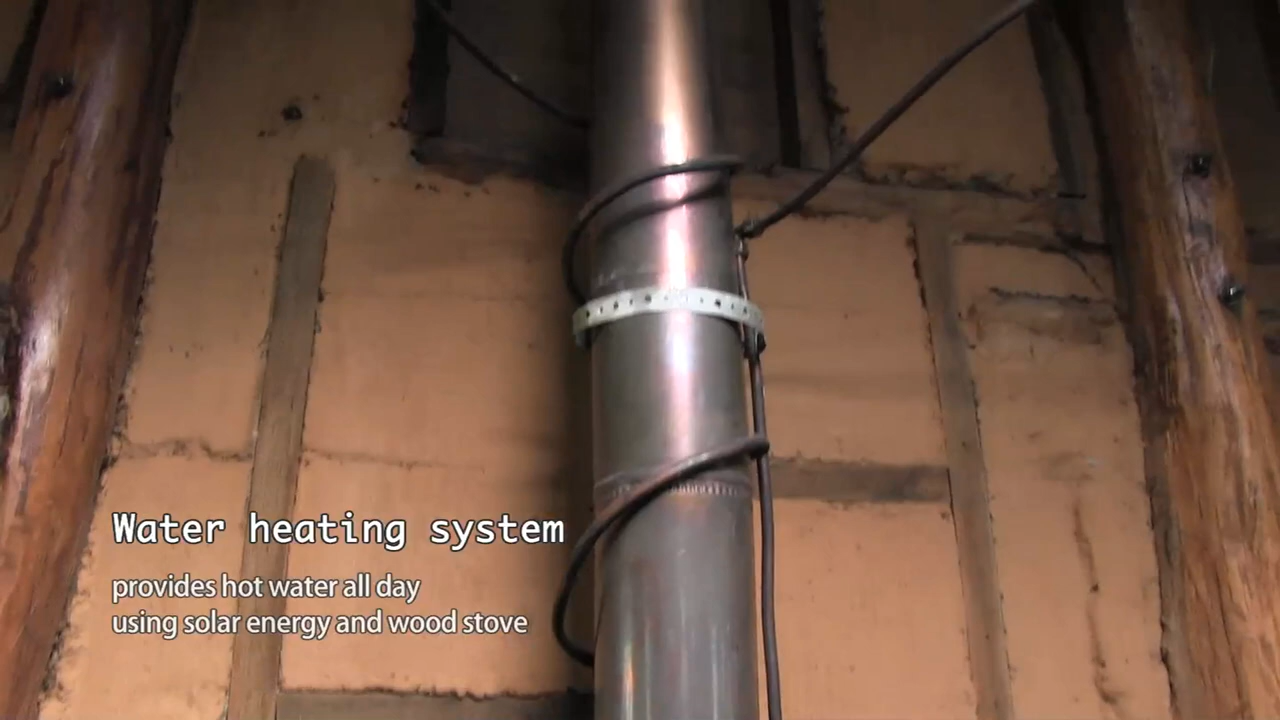 Water heating system
provides hot water all day
using solar energy and wood stove